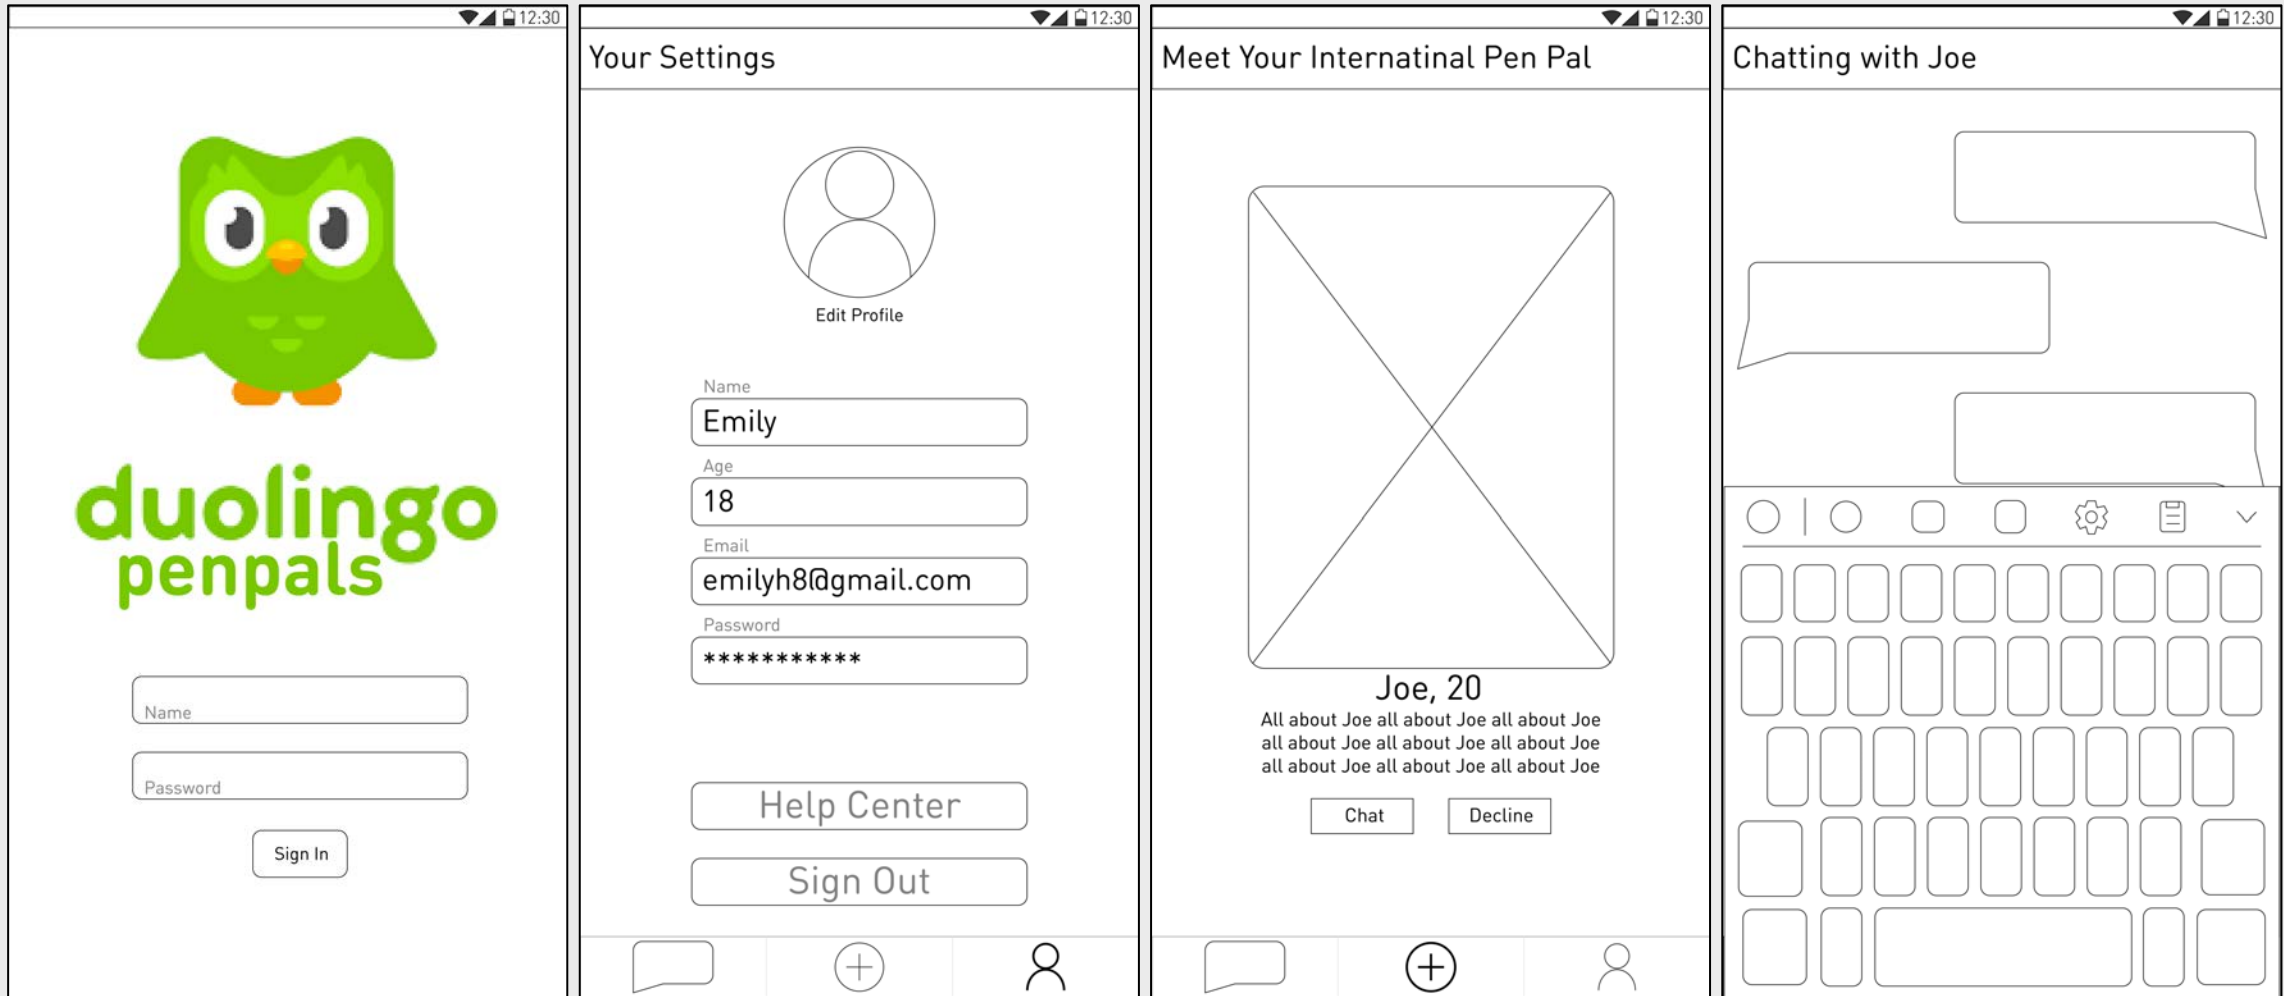 12:30
duolingo
penpals
Name
Password
Sign In
12:30
Your Settings
Edit Profile
Name
Emily
Age
18
Email
emilyh8@gmail.com
Password
***********
Help Center
Sign Out
12:30
Meet Your Internatinal Pen Pal
Joe, 20
All about Joe all about Joe all about Joe
all about Joe all about Joe all about Joe
all about Joe all about Joe all about Joe
Chat
Decline
12:30
Chatting with Joe